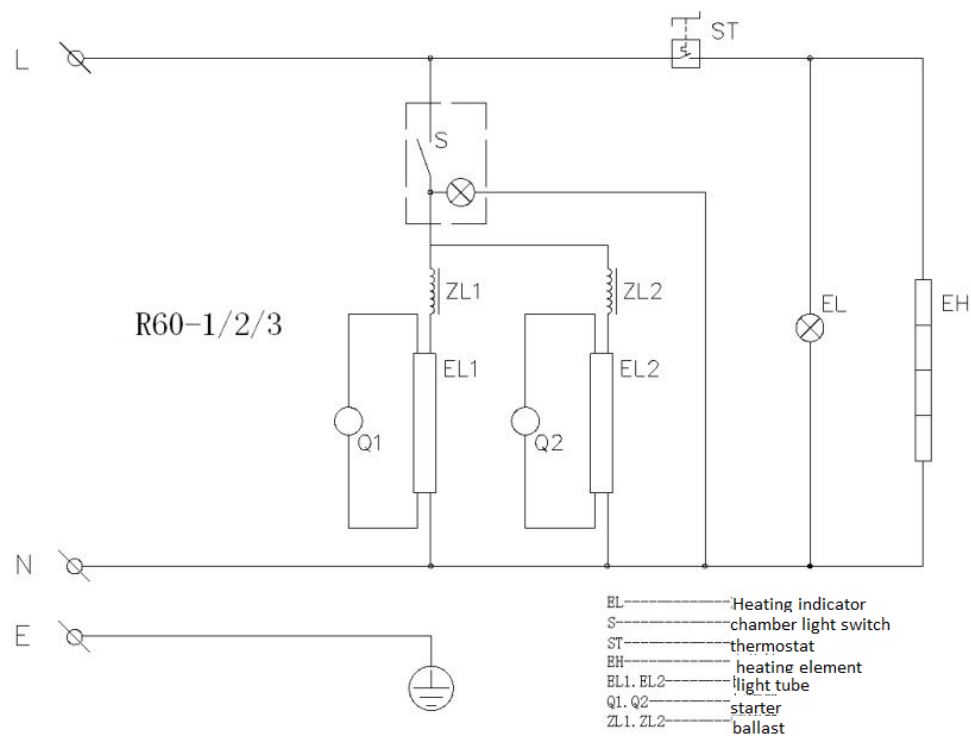 L
ST
S
ZL1
ZL2
R60-1/2/3
EL
EH
EL1
EL2
Q1
Q2
N
E
EL Heating indicator
S chamber light switch
ST thermostat
EH heating element
EL1.EL2 light tube
Q1.Q2 starter
ZL1.ZL2 ballast